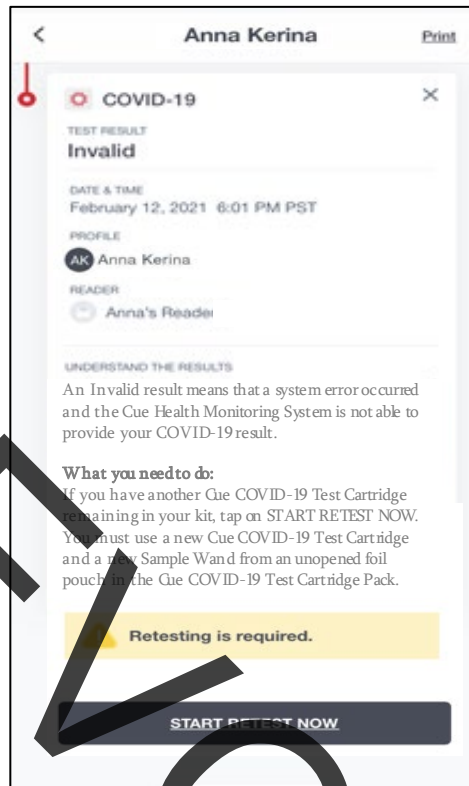 Anna Kerina
Print
COVID-19
TEST RESULT
Invalid
DATE & TIME
February 12, 2021 6:01 PM PST
PROFILE
AK Anna Kerina
READER
Anna's Reader
UNDERSTAND THE RESULTS
An Invalid result means that a system error occurred
and the Cue Health Monitoring System is not able to
provide your COVID-19 result.
What you need to do:
If you have another Cue COVID-19 Test Cartridge
remaining in your kit, tap on START RETEST NOW.
You must use a new Cue COVID-19 Test Cartridge
and a new Sample Wand from an unopened foil
pouch in the Cue COVID-19 Test Cartridge Pack.
Retesting is required.
START RETEST NOW